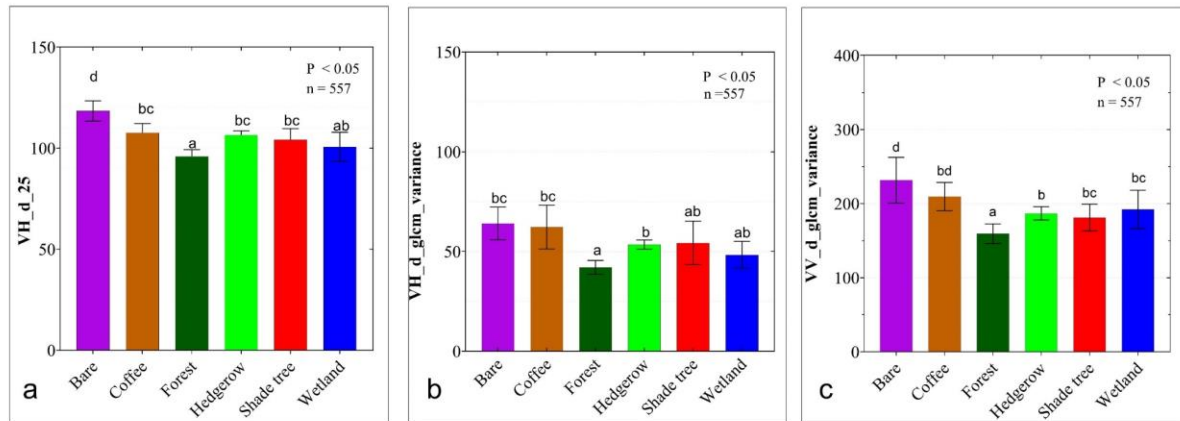 150
100
50
0
VH_d_25
P < 0.05
n = 557
d
bc
a
bc
bc
ab
Bare
Coffee
Forest
Hedgerow
Shade tree
Wetland
a
150
100
50
0
VH_d_glcm_variance
P < 0.05
n =557
bc
bc
a
b
ab
ab
Bare
Coffee
Forest
Hedgerow
Shade tree
Wetland
b
400
300
200
100
0
VV_d_glcm_variance
P < 0.05
n = 557
d
bd
a
b
bc
bc
Bare
Coffee
Forest
Hedgerow
Shade tree
Wetland
c